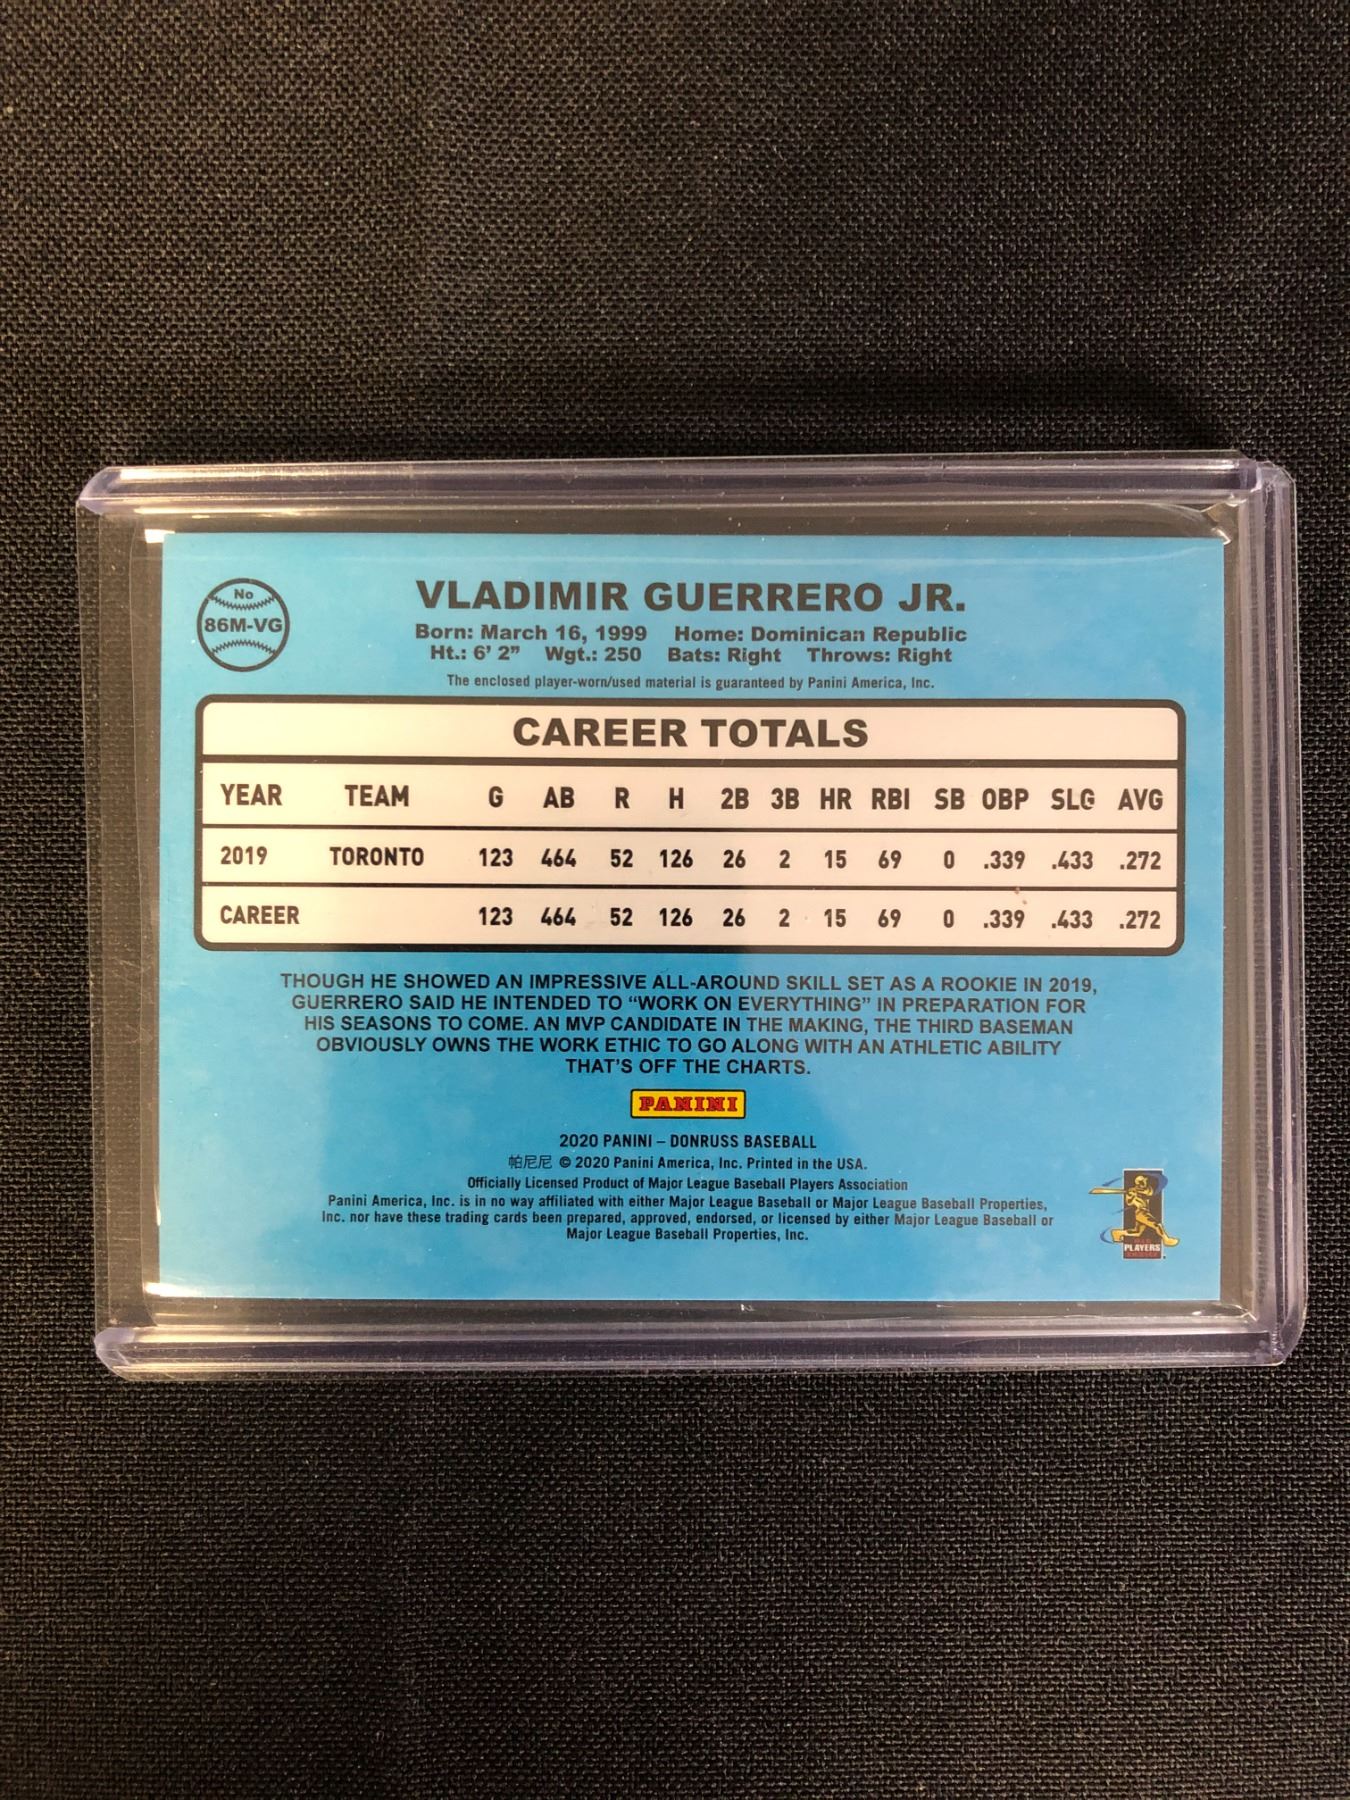 No
86M-VG
VLADIMIR GUERRERO JR.
Born: March 16, 1999 Home: Dominican Republic
Ht.: 6' 2" Wgt.: 250 Bats: Right Throws: Right
The enclosed player-worn/used material is guaranteed by Panini America, Inc.
CAREER TOTALS
YEAR TEAM G AB R H 2B 3B HR RBI SB OBP SLG AVG
2019 TORONTO 123 464 52 126 26 2 15 69 0 .339 .433 .272
CAREER 123 464 52 126 26 2 15 69 0 .339 .433 .272
THOUGH HE SHOWED AN IMPRESSIVE ALL-AROUND SKILL SET AS A ROOKIE IN 2019,
GUERRERO SAID HE INTENDED TO “WORK ON EVERYTHING” IN PREPARATION FOR
HIS SEASONS TO COME. AN MVP CANDIDATE IN THE MAKING, THE THIRD BASEMAN
OBVIOUSLY OWNS THE WORK ETHIC TO GO ALONG WITH AN ATHLETIC ABILITY
THAT'S OFF THE CHARTS.
PANINI
2020 PANINI – DONRUSS BASEBALL
帕尼尼 © 2020 Panini America, Inc. Printed in the USA.
Officially Licensed Product of Major League Baseball Players Association
Panini America, Inc. is in no way affiliated with either Major League Baseball or Major League Baseball Properties,
Inc. nor have these trading cards been prepared, approved, endorsed, or licensed by either Major League Baseball or
Major League Baseball Properties, Inc.
PLAYERS